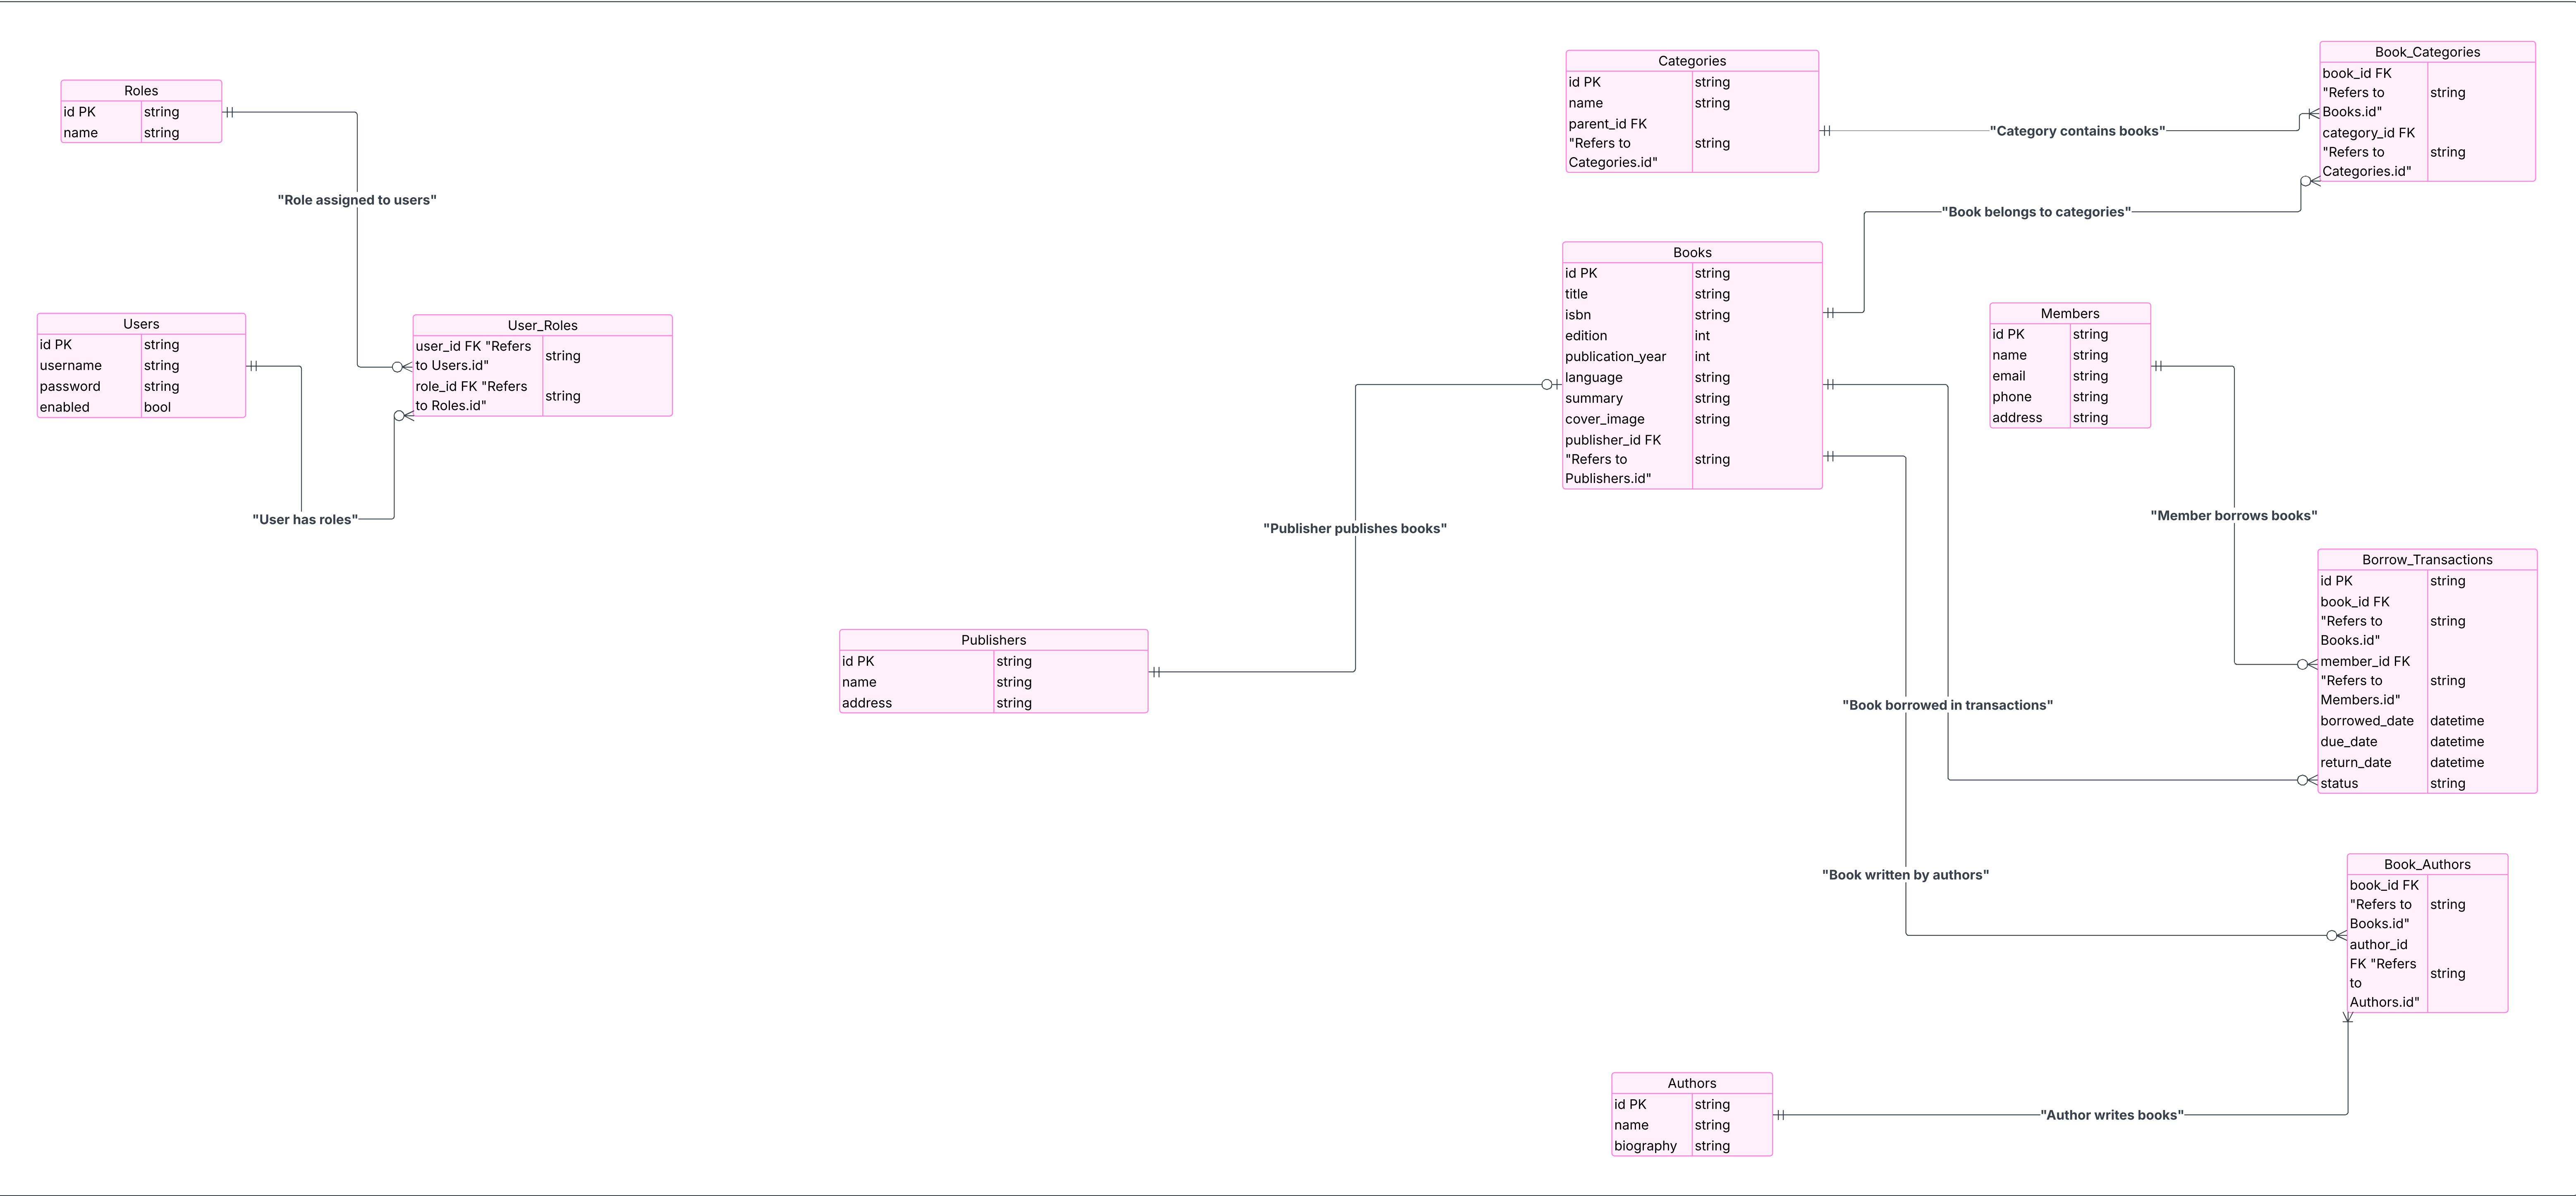 Roles
id PK string
name string
"Role assigned to users"
Users
id PK string
username string
password string
enabled bool
User_Roles
user_id FK "Refers
to Users.id"
string
role_id FK "Refers
to Roles.id"
string
"User has roles"
Publishers
id PK string
name string
address string
"Publisher publishes books"
Categories
id PK string
name string
parent_id FK
"Refers to
Categories.id"
string
"Category contains books"
Book_Categories
book_id FK
"Refers to
Books.id"
string
category_id FK
"Refers to
Categories.id"
string
"Book belongs to categories"
Books
id PK string
title string
isbn string
edition int
publication_year int
language string
summary string
cover_image string
publisher_id FK
"Refers to
Publishers.id"
string
Members
id PK string
name string
email string
phone string
address string
"Member borrows books"
Borrow_Transactions
id PK string
book_id FK
"Refers to
Books.id"
string
member_id FK
"Refers to
Members.id"
string
borrowed_date datetime
due_date datetime
return_date datetime
status string
"Book borrowed in transactions"
"Book written by authors"
Book_Authors
book_id FK
"Refers to
Books.id"
string
author_id
FK "Refers
to
Authors.id"
string
Authors
id PK string
name string
biography string
"Author writes books"